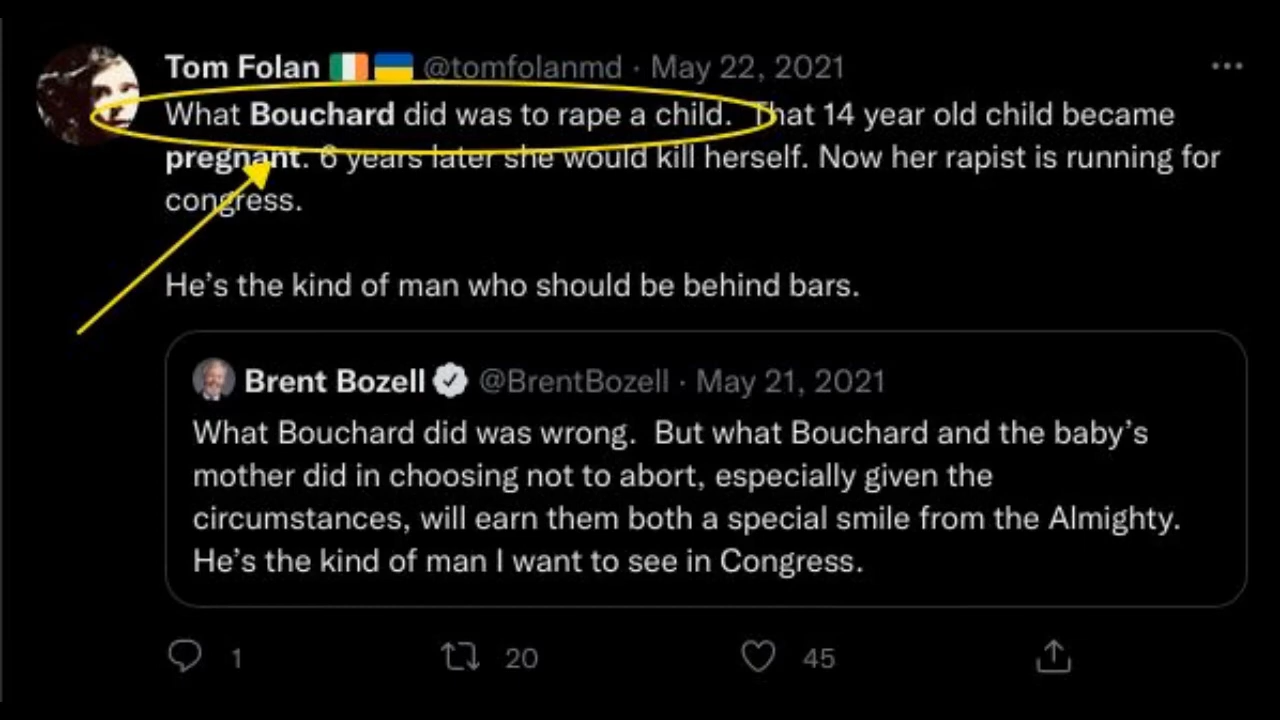 Tom Folan 🇮🇪🇺🇦 @tomfolanmd · May 22, 2021
What Bouchard did was to rape a child.  That 14 year old child became
pregnant. 6 years later she would kill herself. Now her rapist is running for
congress.
He’s the kind of man who should be behind bars.
Brent Bozell @BrentBozell · May 21, 2021
What Bouchard did was wrong.  But what Bouchard and the baby’s
mother did in choosing not to abort, especially given the
circumstances, will earn them both a special smile from the Almighty.
He’s the kind of man I want to see in Congress.
1 20 45